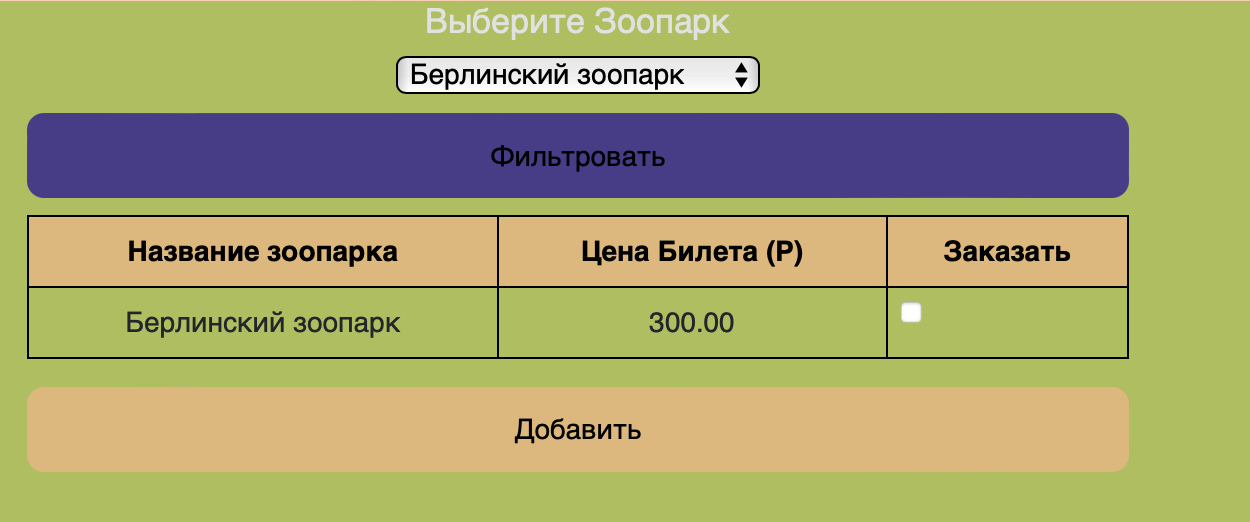 Выберите Зоопарк
Берлинский зоопарк
Фильтровать
Название зоопарка Цена Билета (Р) Заказать
Берлинский зоопарк 300.00
Добавить